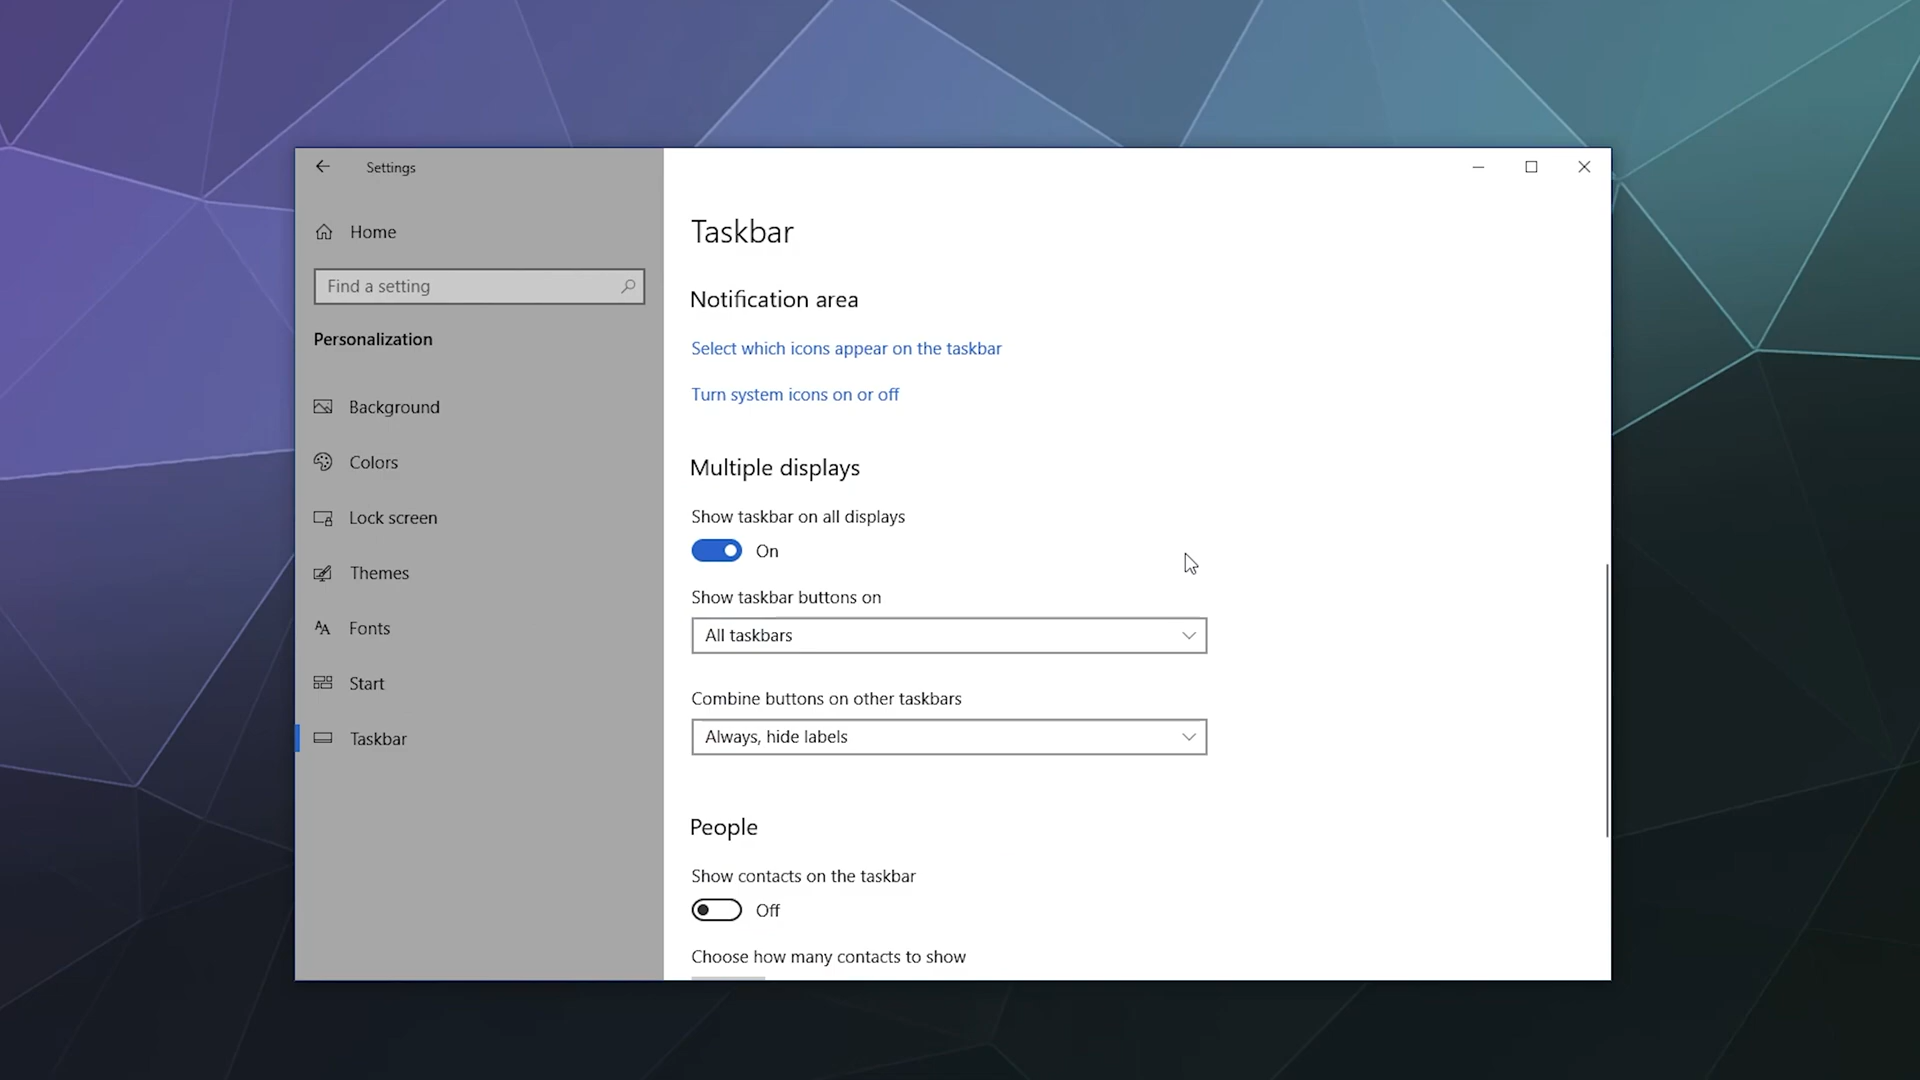 Settings
Home
Find a setting
Personalization
Background
Colors
Lock screen
Themes
Fonts
Start
Taskbar
Taskbar
Notification area
Select which icons appear on the taskbar
Turn system icons on or off
Multiple displays
Show taskbar on all displays
On
Show taskbar buttons on
All taskbars
Combine buttons on other taskbars
Always, hide labels
People
Show contacts on the taskbar
Off
Choose how many contacts to show